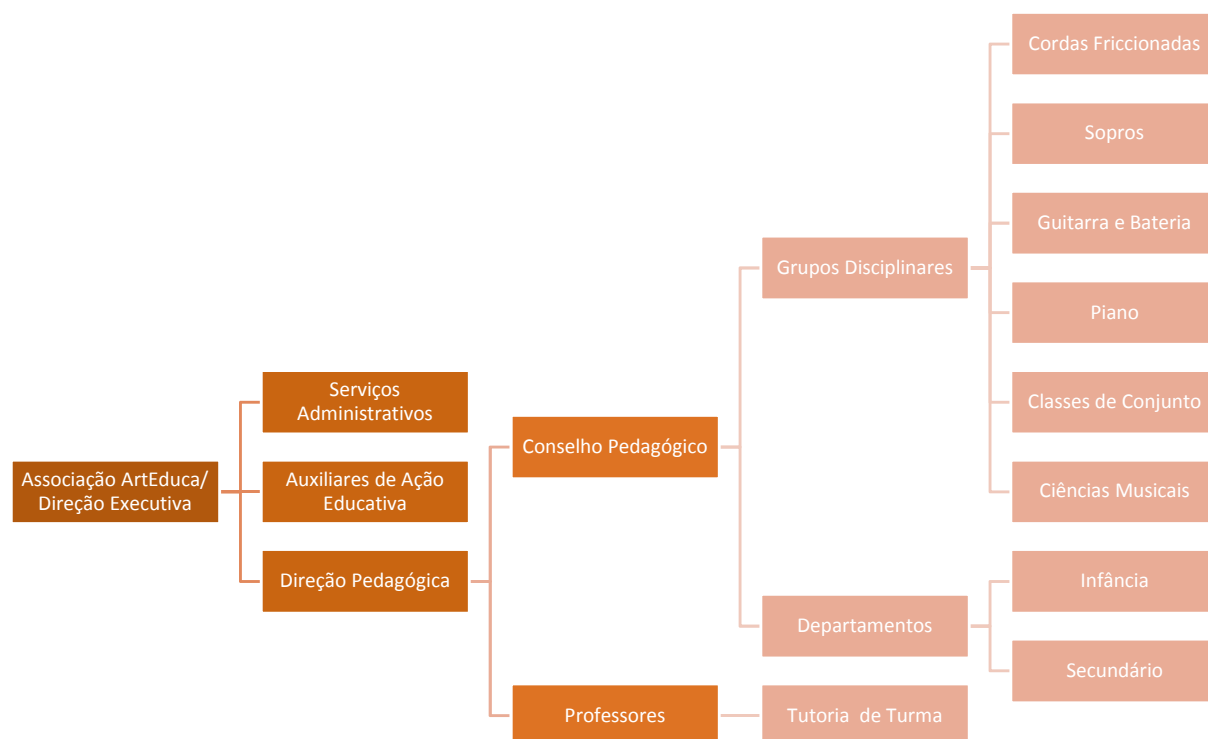 Cordas Friccionadas
Sopros
Guitarra e Bateria
Grupos Disciplinares
Piano
Serviços
Administrativos
Classes de Conjunto
Conselho Pedagógico
Associação ArtEduca/
Direção Executiva
Auxiliares de Ação
Educativa
Ciências Musicais
Direção Pedagógica
Infância
Departamentos
Secundário
Professores
Tutoria  de Turma